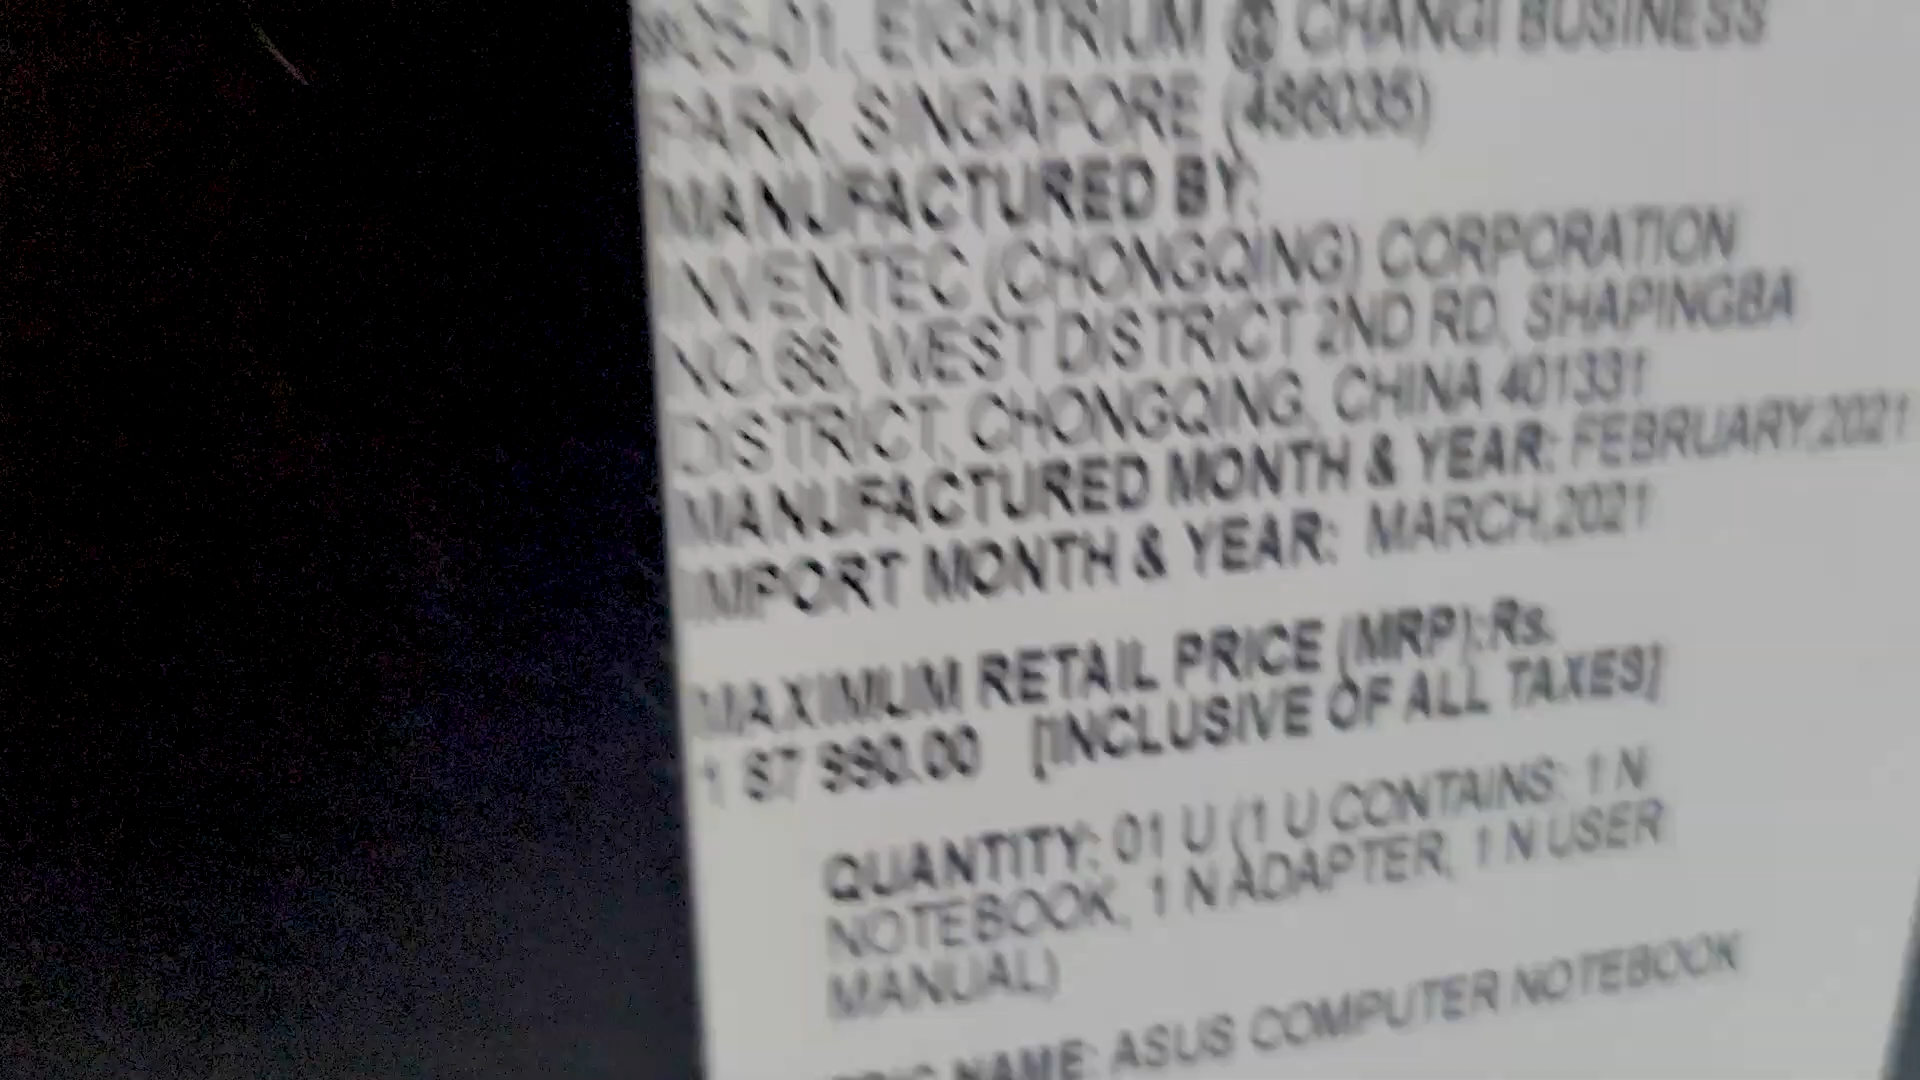 01, EIGHTRIUM @ CHANGI BUSINESS
PARK, SINGAPORE (486035)
MANUFACTURED BY:
INVENTEC (CHONGQING) CORPORATION
NO.66, WEST DISTRICT 2ND RD, SHAPINGBA
DISTRICT, CHONGQING, CHINA 401331
MANUFACTURED MONTH & YEAR: FEBRUARY,2021
IMPORT MONTH & YEAR: MARCH,2021
MAXIMUM RETAIL PRICE (MRP):Rs.
990.00 [INCLUSIVE OF ALL TAXES]
QUANTITY: 01 U (1 U CONTAINS: 1 N
NOTEBOOK, 1 N ADAPTER, 1 N USER
MANUAL)
NAME: ASUS COMPUTER NOTEBOOK